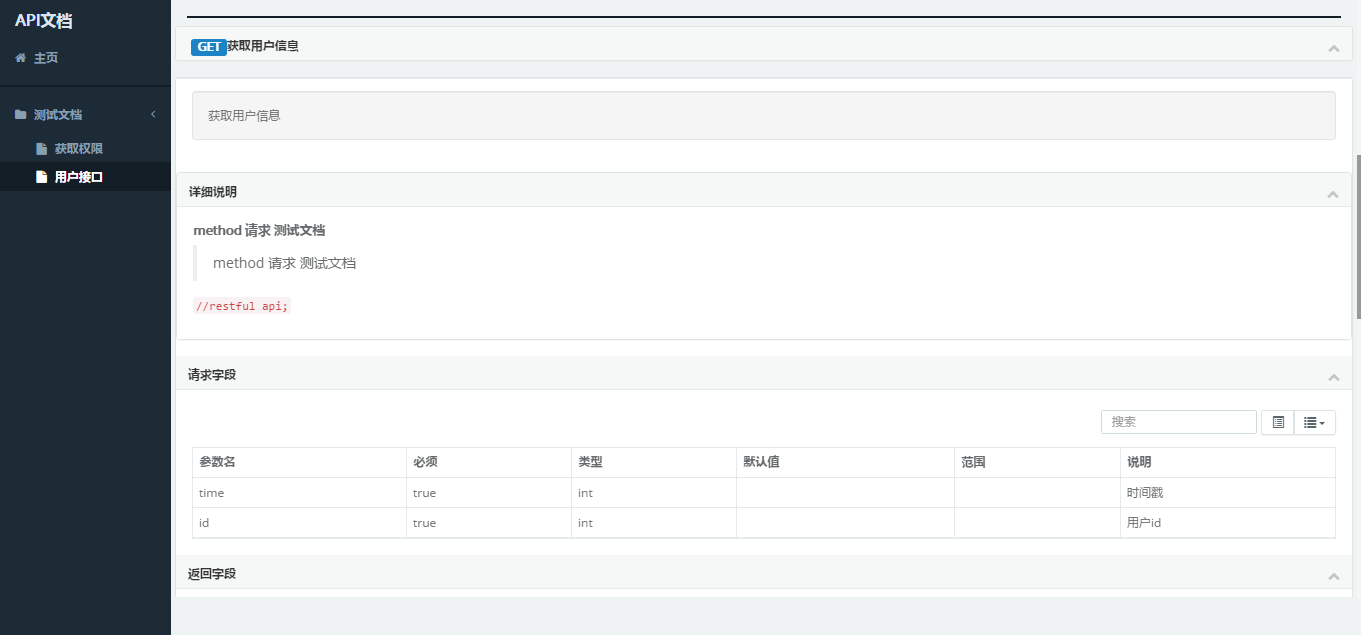 API文档
主页
测试文档
获取权限
用户接口
GET获取用户信息
获取用户信息
详细说明
method 请求 测试文档
method 请求 测试文档
//restful api;
请求字段
搜索
参数名 必须 类型 默认值 范围 说明
time true int 时间戳
id true int 用户id
返回字段